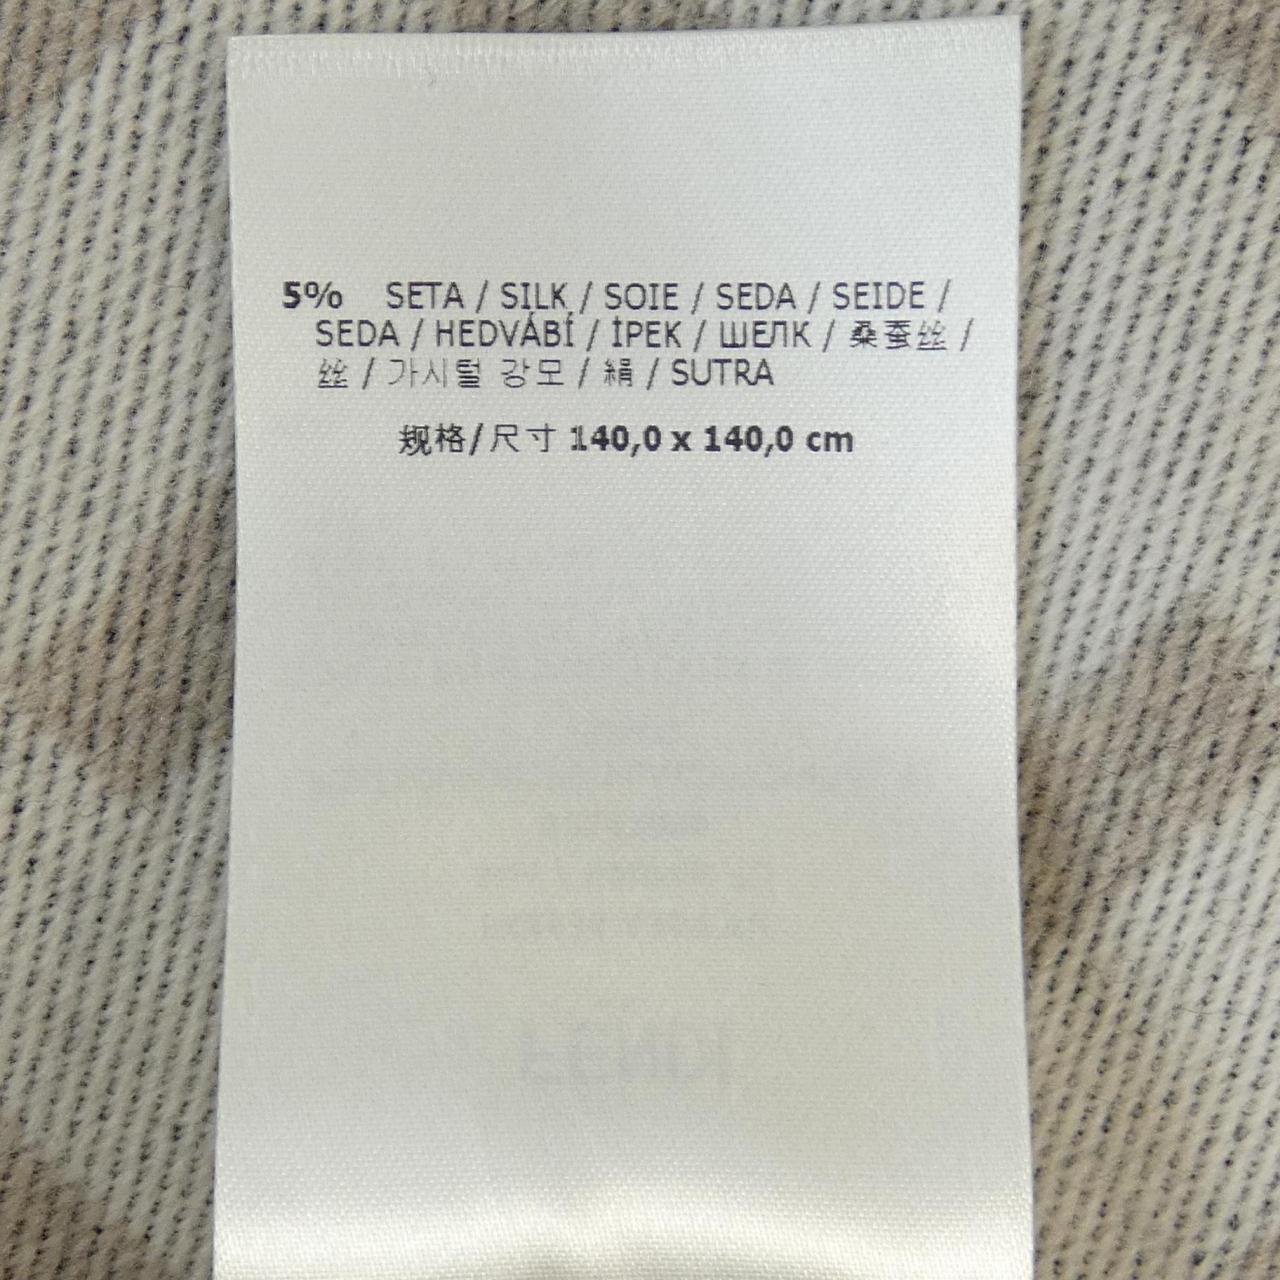 5% SETA / SILK / SOIE / SEDA / SEIDE /
SEDA / HEDVÁBÍ / İPEK / ШЕЛК / 桑蚕丝 /
丝 / 가시털 강모 / 絹 / SUTRA
规格/尺寸 140,0 x 140,0 cm